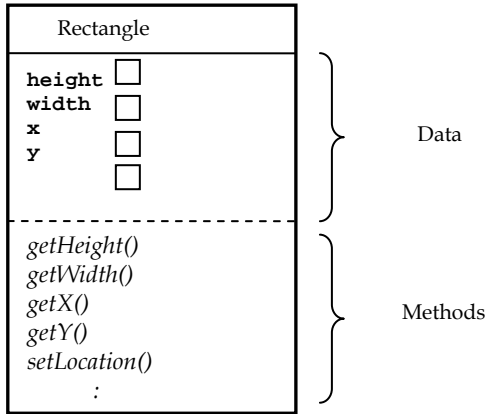 Rectangle
height
width
x
y
Data
getHeight()
getWidth()
getX()
getY()
setLocation()
:
Methods